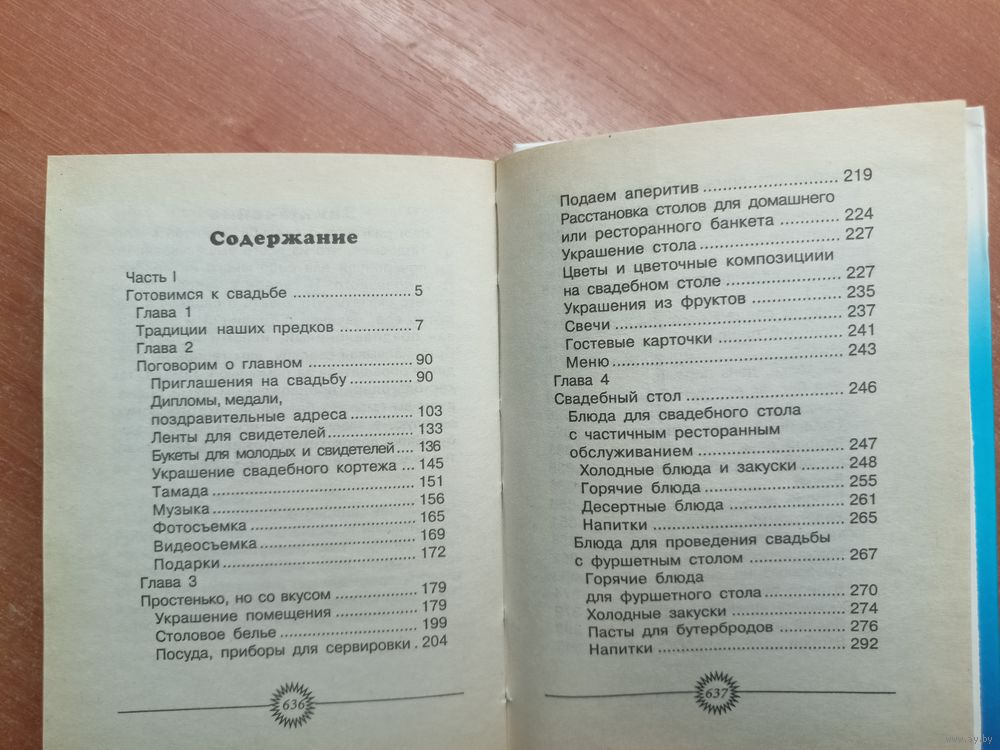 Содержание
Часть I
Готовимся к свадьбе ..................... 5
Глава 1
Традиции наших предков ............. 7
Глава 2
Поговорим о главном ................... 90
Приглашения на свадьбу ........... 90
Дипломы, медали,
поздравительные адреса ........... 103
Ленты для свидетелей ............... 133
Букеты для молодых и свидетелей .... 136
Украшение свадебного кортежа ... 145
Тамада ................................. 151
Музыка ................................. 156
Фотосъемка ........................... 165
Видеосъемка ......................... 169
Подарки ............................... 172
Глава 3
Простенько, но со вкусом ............. 179
Украшение помещения .............. 179
Столовое белье ...................... 199
Посуда, приборы для сервировки . 204
636
Подаем аперитив ..................... 219
Расстановка столов для домашнего
или ресторанного банкета .......... 224
Украшение стола ..................... 227
Цветы и цветочные композициии
на свадебном столе ................. 227
Украшения из фруктов .............. 235
Свечи .................................. 237
Гостевые карточки ................... 241
Меню ................................... 243
Глава 4
Свадебный стол ........................ 246
Блюда для свадебного стола
с частичным ресторанным
обслуживанием ....................... 247
Холодные блюда и закуски ....... 248
Горячие блюда ...................... 255
Десертные блюда ................... 261
Напитки ............................... 265
Блюда для проведения свадьбы
с фуршетным столом ............... 267
Горячие блюда
для фуршетного стола ............. 270
Холодные закуски .................. 274
Пасты для бутербродов ........... 276
Напитки ............................... 292
637
www.ay.by